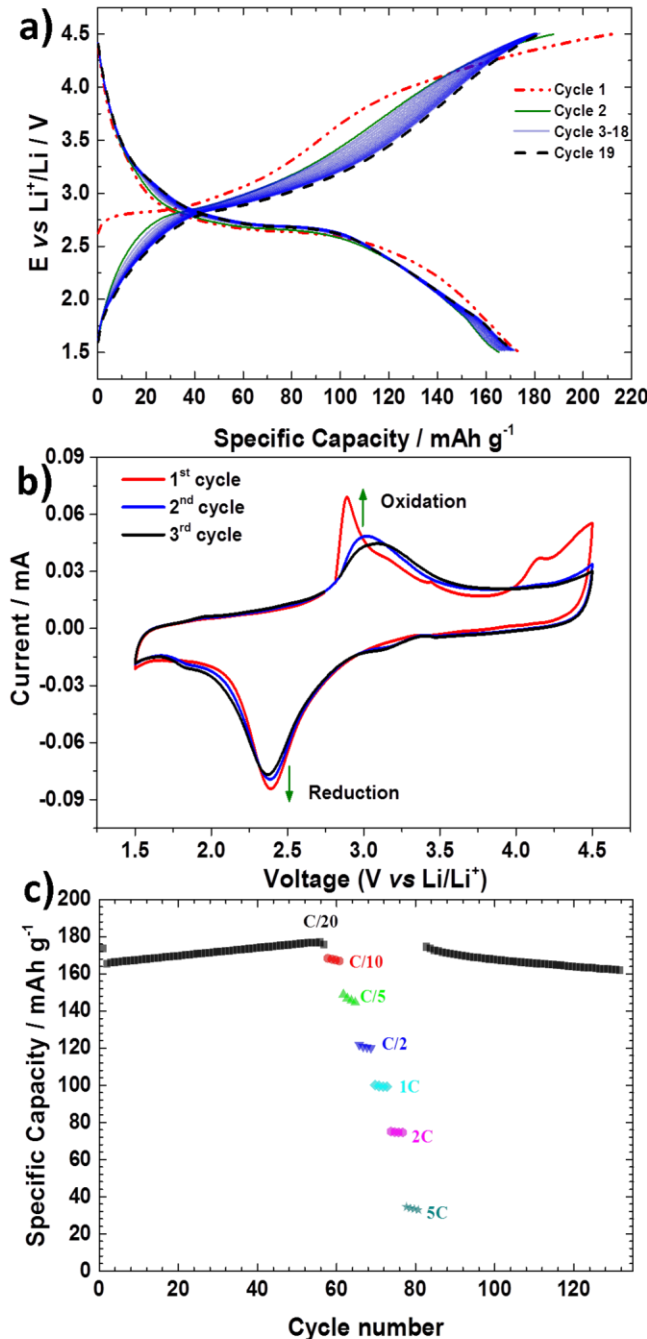 a)
4.5
4.0
3.5
3.0
2.5
2.0
1.5
E vs Li⁺/Li / V
Cycle 1
Cycle 2
Cycle 3-18
Cycle 19
0 20 40 60 80 100 120 140 160 180 200 220
Specific Capacity / mAh g⁻¹
b)
0.09
0.06
0.03
0.00
-0.03
-0.06
-0.09
Current / mA
1ˢᵗ cycle
2ⁿᵈ cycle
3ʳᵈ cycle
Oxidation
Reduction
1.5 2.0 2.5 3.0 3.5 4.0 4.5
Voltage (V vs Li/Li⁺)
c)
200
180
160
140
120
100
80
60
40
20
0
Specific Capacity / mAh g⁻¹
C/20
C/10
C/5
C/2
1C
2C
5C
0 20 40 60 80 100 120
Cycle number